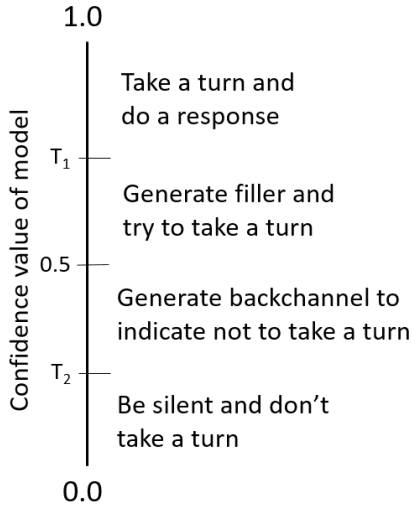 1.0
Take a turn and
do a response
T₁
Generate filler and
try to take a turn
0.5
Generate backchannel to
indicate not to take a turn
T₂
Be silent and don't
take a turn
0.0
Confidence value of model